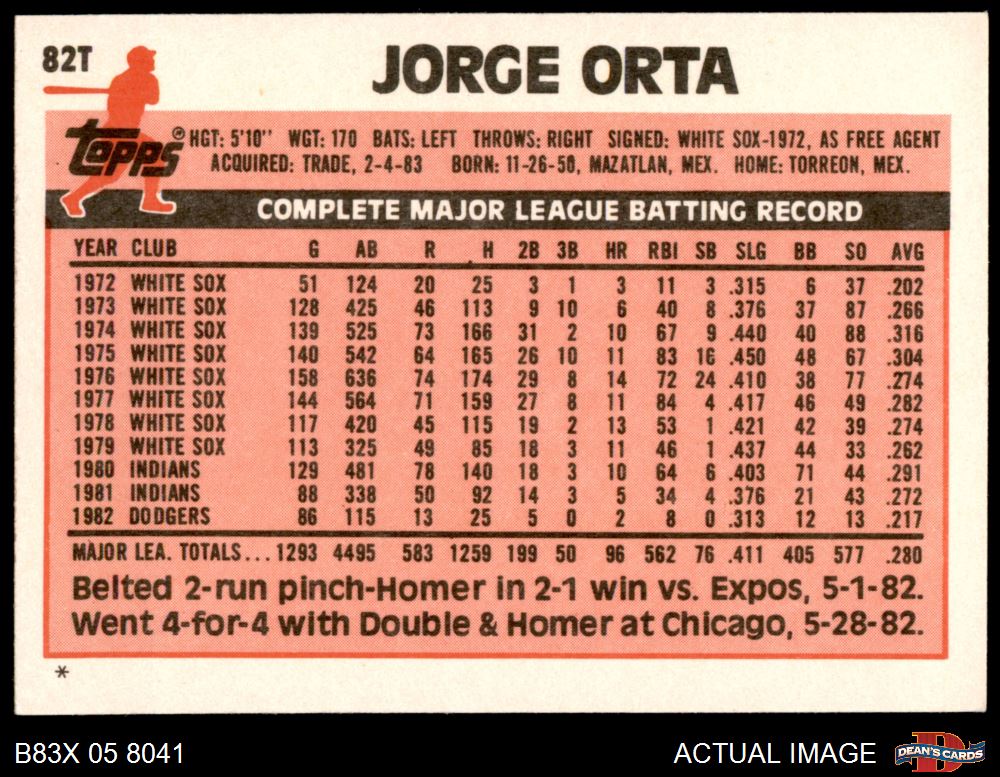 82T
JORGE ORTA
topps® HGT: 5'10" WGT: 170 BATS: LEFT THROWS: RIGHT SIGNED: WHITE SOX-1972, AS FREE AGENT
ACQUIRED: TRADE, 2-4-83 BORN: 11-26-50, MAZATLAN, MEX. HOME: TORREON, MEX.
COMPLETE MAJOR LEAGUE BATTING RECORD
YEAR CLUB G AB R H 2B 3B HR RBI SB SLG BB SO AVG
1972 WHITE SOX 51 124 20 25 3 1 3 11 3 .315 6 37 .202
1973 WHITE SOX 128 425 46 113 9 10 6 40 8 .376 37 87 .266
1974 WHITE SOX 139 525 73 166 31 2 10 67 9 .440 40 88 .316
1975 WHITE SOX 140 542 64 165 26 10 11 83 16 .450 48 67 .304
1976 WHITE SOX 158 636 74 174 29 8 14 72 24 .410 38 77 .274
1977 WHITE SOX 144 564 71 159 27 8 11 84 4 .417 46 49 .282
1978 WHITE SOX 117 420 45 115 19 2 13 53 1 .421 42 39 .274
1979 WHITE SOX 113 325 49 85 18 3 11 46 1 .437 44 33 .262
1980 INDIANS 129 481 78 140 18 3 10 64 6 .403 71 44 .291
1981 INDIANS 88 338 50 92 14 3 5 34 4 .376 21 43 .272
1982 DODGERS 86 115 13 25 5 0 2 8 0 .313 12 13 .217
MAJOR LEA. TOTALS... 1293 4495 583 1259 199 50 96 562 76 .411 405 577 .280
Belted 2-run pinch-Homer in 2-1 win vs. Expos, 5-1-82.
Went 4-for-4 with Double & Homer at Chicago, 5-28-82.
*
B83X 05 8041 ACTUAL IMAGE D DEAN'S CARDS